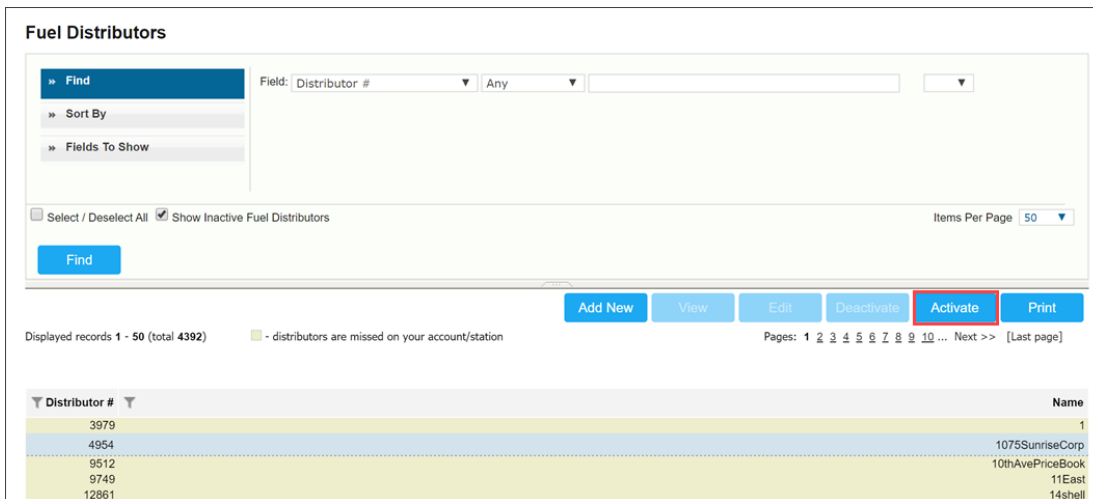 Fuel Distributors
» Find
Field: Distributor # ▼ Any ▼ ▼
» Sort By
» Fields To Show
Select / Deselect All Show Inactive Fuel Distributors Items Per Page 50 ▼
Find
Add New View Edit Deactivate Activate Print
Displayed records 1 - 50 (total 4392) - distributors are missed on your account/station Pages: 1 2 3 4 5 6 7 8 9 10 ... Next >> [Last page]
Distributor # Name
3979 1
4954 1075SunriseCorp
9512 10thAvePriceBook
9749 11East
12861 14shell